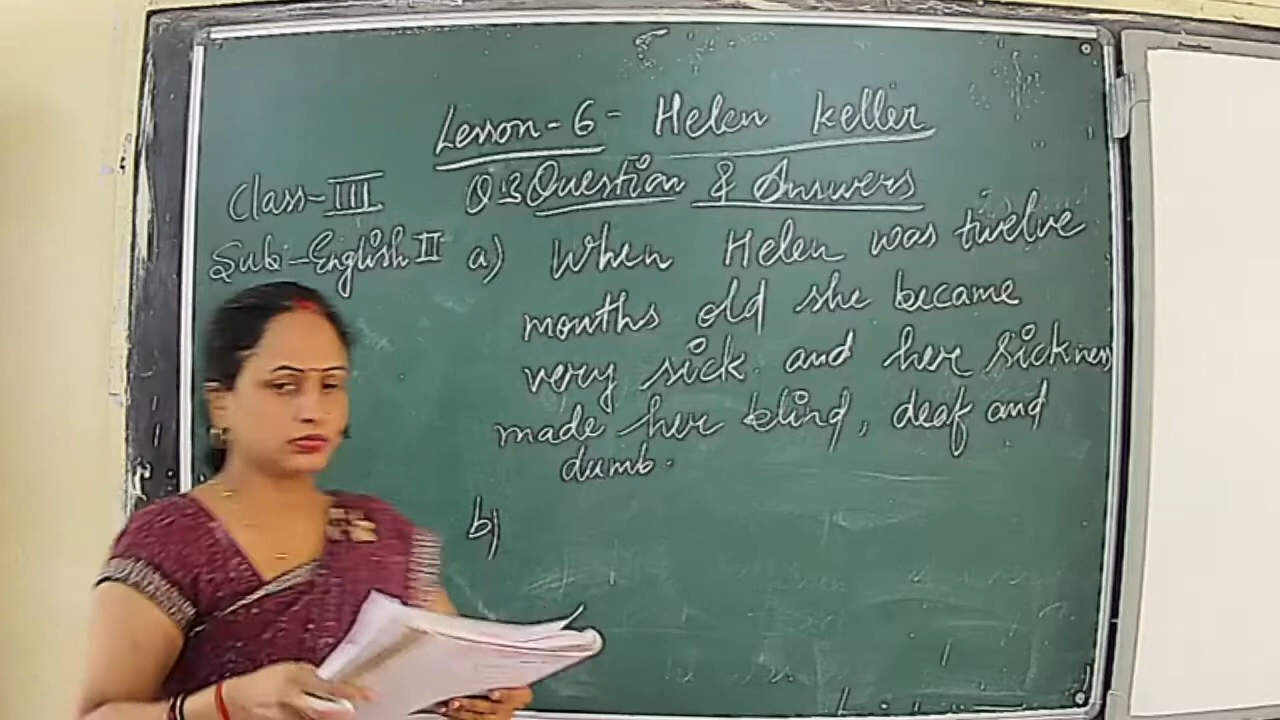 Lesson-6- Helen Keller
Class-III Q.3 Question & Answers
Sub-English II a) When Helen was twelve
months old she became
very sick. and her sickness
made her blind, deaf and
dumb.
b)